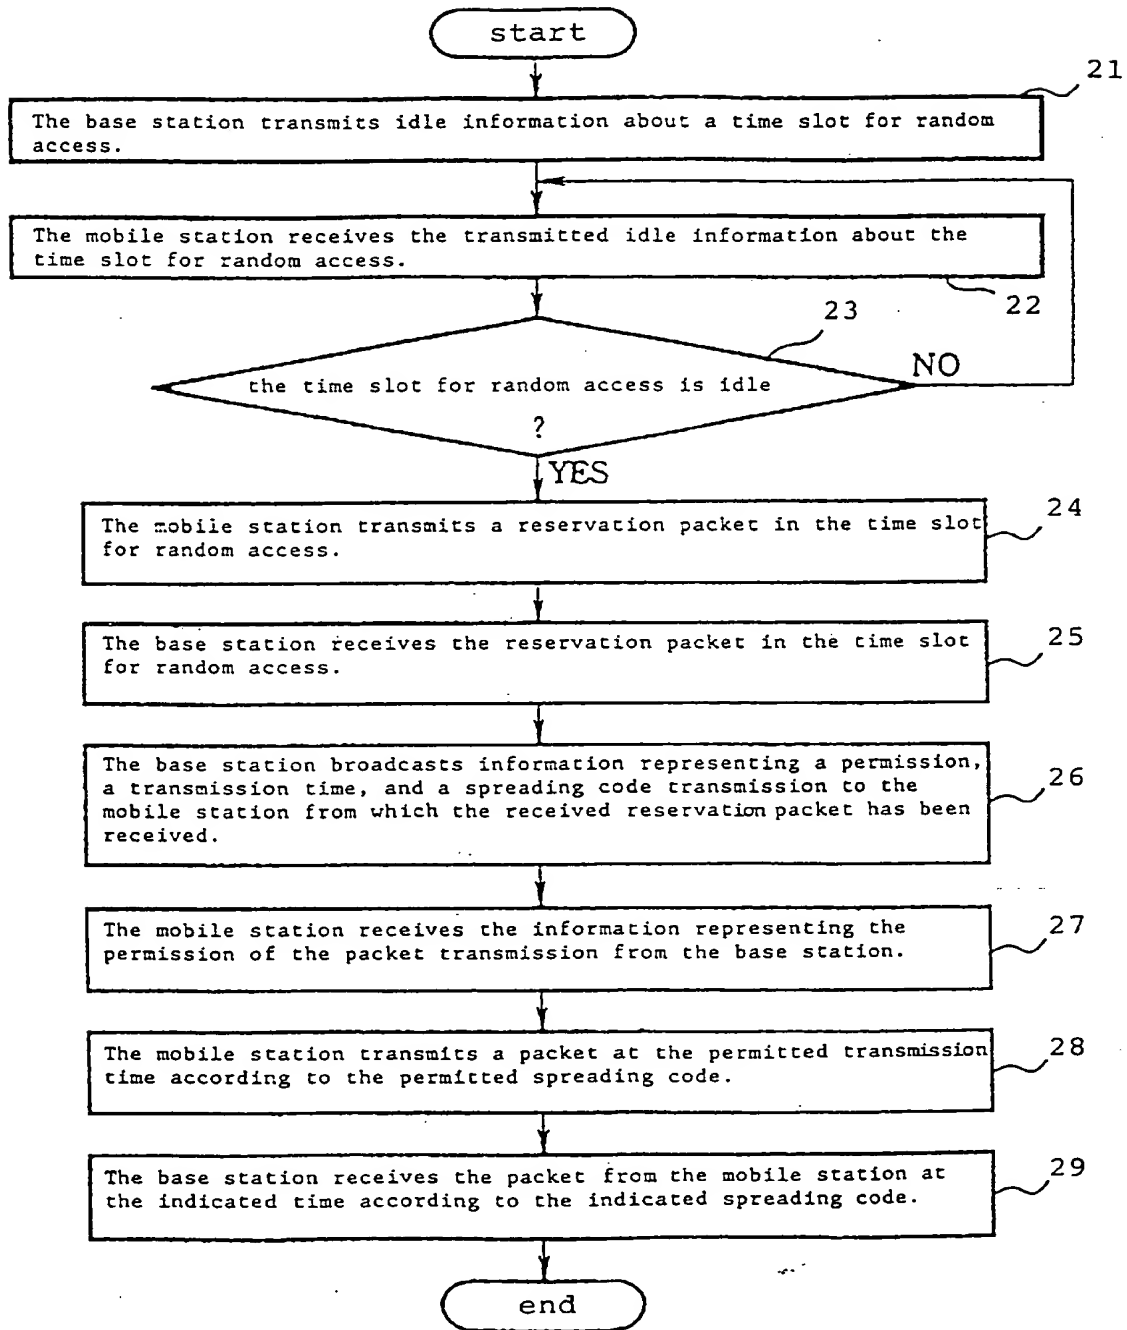 start
21
The base station transmits idle information about a time slot for random
access.
The mobile station receives the transmitted idle information about the
time slot for random access.
22
23
the time slot for random access is idle
?
NO
YES
The mobile station transmits a reservation packet in the time slot
for random access.
24
The base station receives the reservation packet in the time slot
for random access.
25
The base station broadcasts information representing a permission,
a transmission time, and a spreading code transmission to the
mobile station from which the received reservation packet has been
received.
26
The mobile station receives the information representing the
permission of the packet transmission from the base station.
27
The mobile station transmits a packet at the permitted transmission
time according to the permitted spreading code.
28
The base station receives the packet from the mobile station at
the indicated time according to the indicated spreading code.
29
end